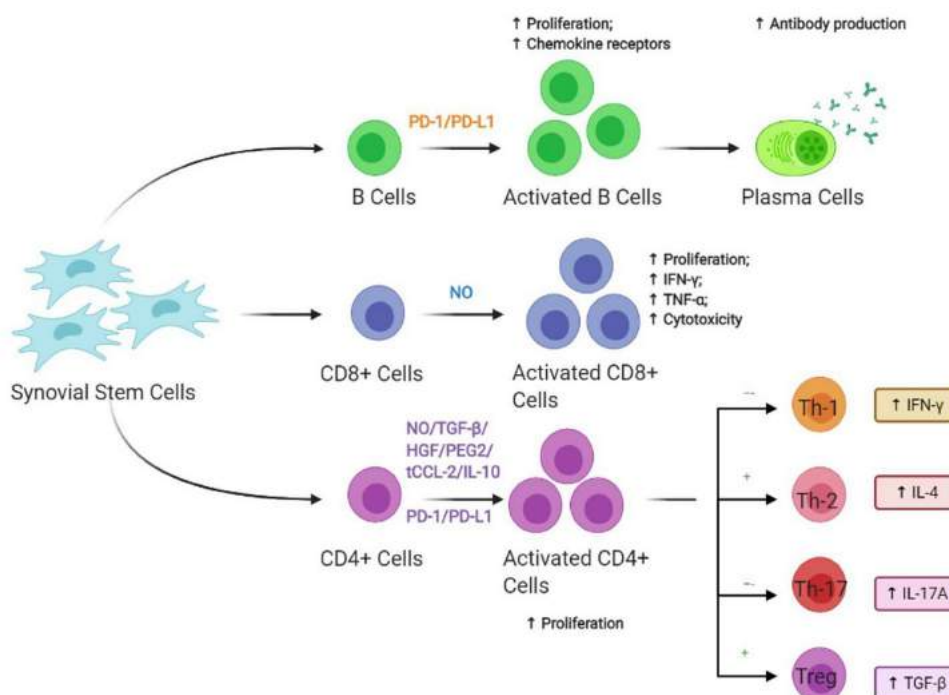 ↑ Proliferation;
↑ Chemokine receptors
↑ Antibody production
PD-1/PD-L1
B Cells
Activated B Cells
Plasma Cells
↑ Proliferation;
↑ IFN-γ;
↑ TNF-α;
↑ Cytotoxicity
NO
Synovial Stem Cells
CD8+ Cells
Activated CD8+
Cells
NO/TGF-β/
HGF/PEG2/
tCCL-2/IL-10
PD-1/PD-L1
CD4+ Cells
Activated CD4+
Cells
↑ Proliferation
--
Th-1
↑ IFN-γ
+
Th-2
↑ IL-4
--
Th-17
↑ IL-17A
+
Treg
↑ TGF-β